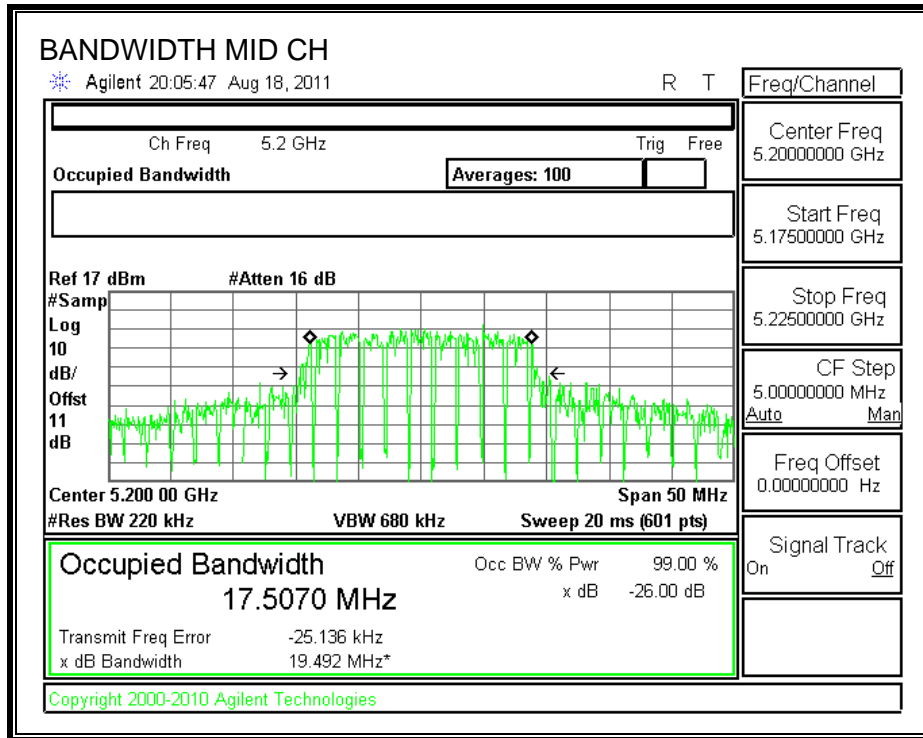 BANDWIDTH MID CH
Agilent 20:05:47 Aug 18, 2011 R T
Ch Freq 5.2 GHz Trig Free
Occupied Bandwidth Averages: 100
Ref 17 dBm #Atten 16 dB
#Samp
Log
10
dB/
Offst
11
dB
Center 5.200 00 GHz Span 50 MHz
#Res BW 220 kHz VBW 680 kHz Sweep 20 ms (601 pts)
Occupied Bandwidth Occ BW % Pwr 99.00 %
17.5070 MHz x dB -26.00 dB
Transmit Freq Error -25.136 kHz
x dB Bandwidth 19.492 MHz*
Copyright 2000-2010 Agilent Technologies
Freq/Channel
Center Freq
5.20000000 GHz
Start Freq
5.17500000 GHz
Stop Freq
5.22500000 GHz
CF Step
5.00000000 MHz
Auto Man
Freq Offset
0.00000000 Hz
Signal Track
On Off